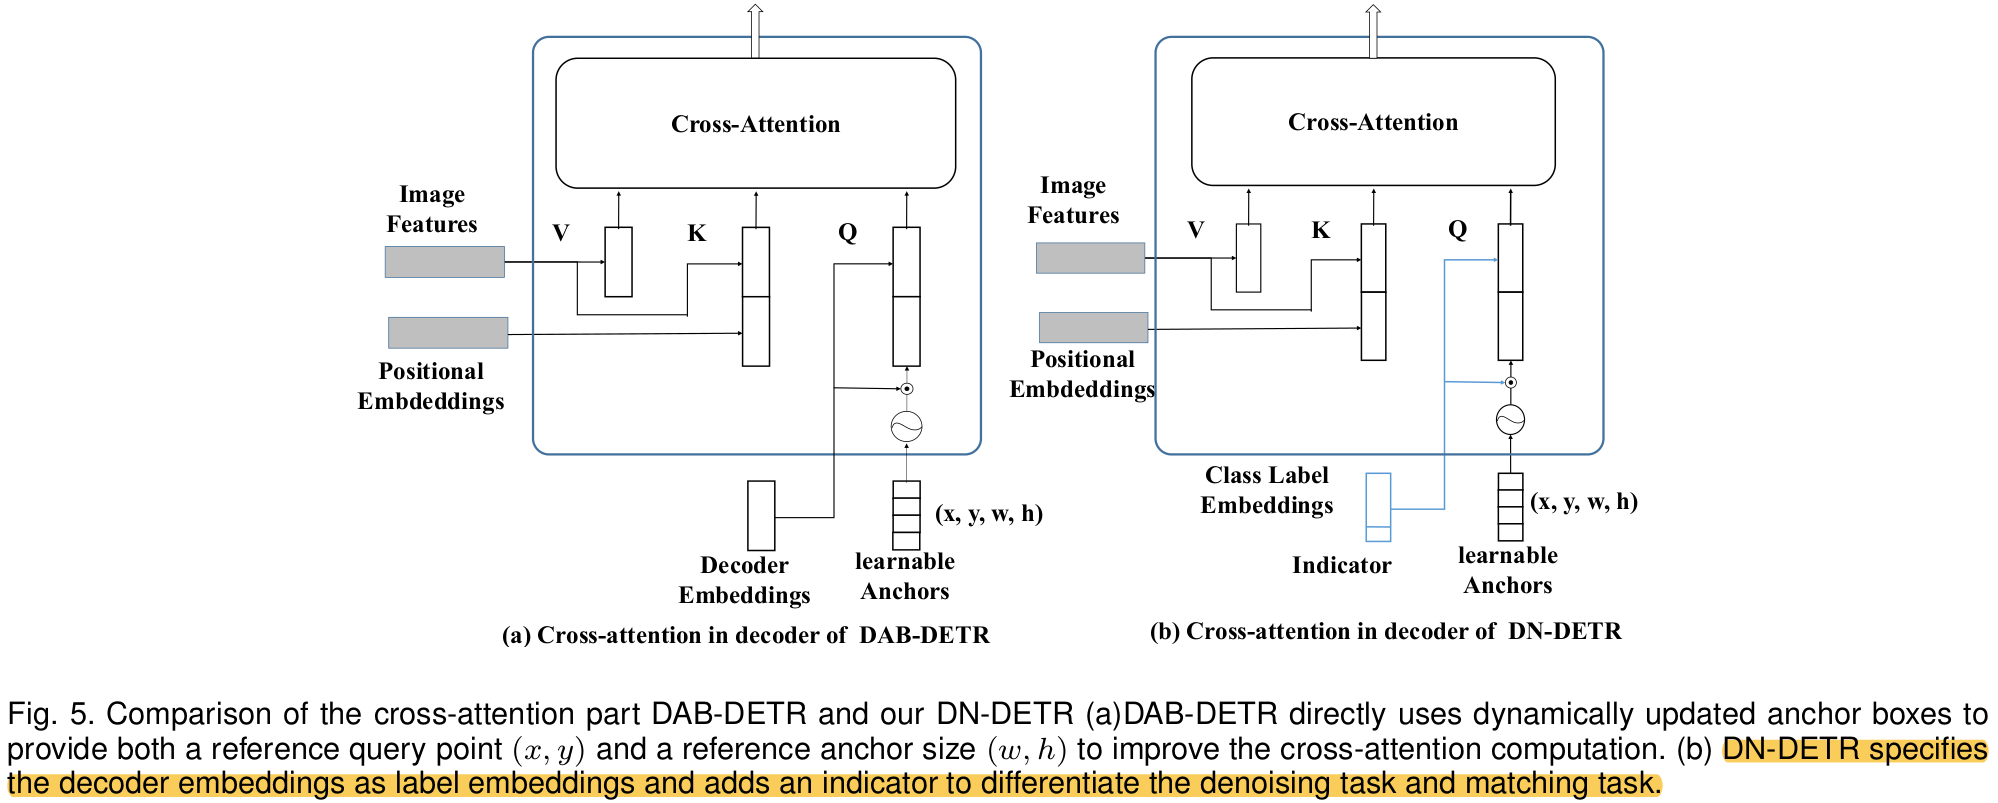 Cross-Attention
Image
Features
V
K
Q
Positional
Embdeddings
(x, y, w, h)
Decoder
Embeddings
learnable
Anchors
(a) Cross-attention in decoder of DAB-DETR
Cross-Attention
Image
Features
V
K
Q
Positional
Embdeddings
Class Label
Embeddings
(x, y, w, h)
Indicator
learnable
Anchors
(b) Cross-attention in decoder of DN-DETR
Fig. 5. Comparison of the cross-attention part DAB-DETR and our DN-DETR (a)DAB-DETR directly uses dynamically updated anchor boxes to
provide both a reference query point (x, y) and a reference anchor size (w, h) to improve the cross-attention computation. (b) DN-DETR specifies
the decoder embeddings as label embeddings and adds an indicator to differentiate the denoising task and matching task.